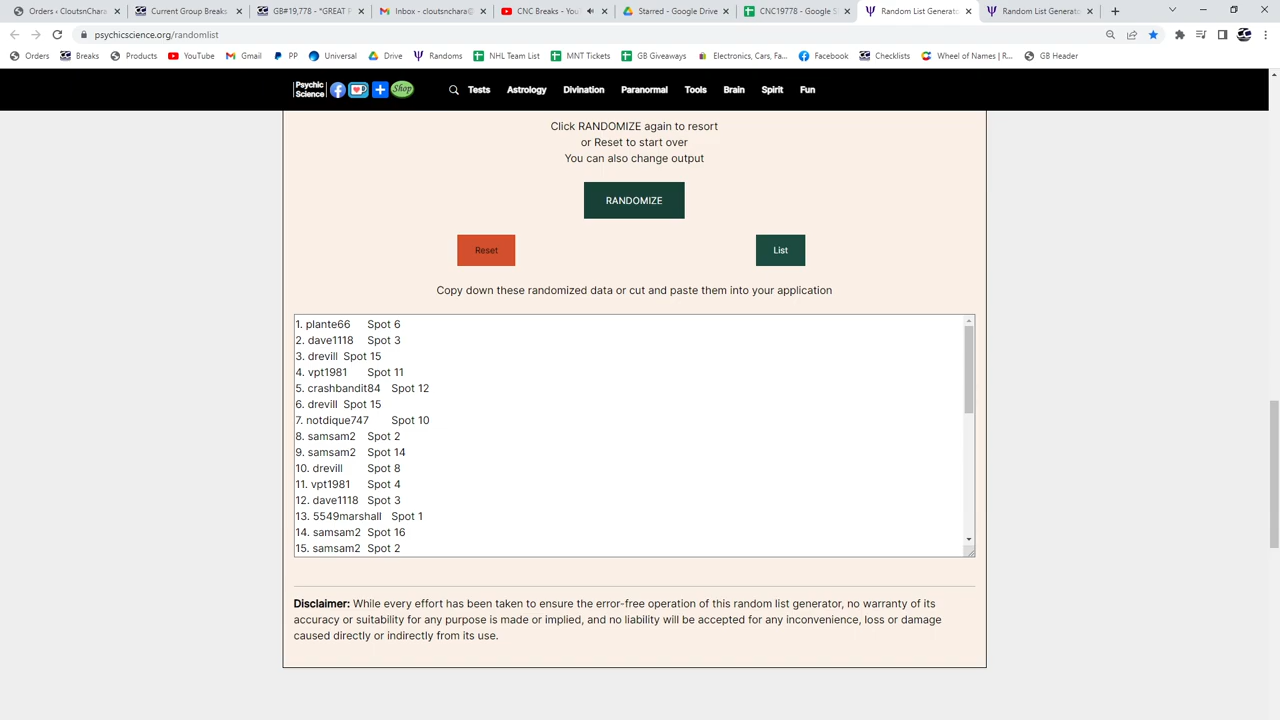 Orders ‹ CloutsnChara
Current Group Breaks
GB#19,778 - *GREAT F
Inbox - cloutsnchara@
CNC Breaks - You
Starred - Google Drive
CNC19778 - Google S
Random List Generato
Random List Generato
psychicscience.org/randomlist
Orders
Breaks
Products
YouTube
Gmail
PP
Universal
Drive
Randoms
NHL Team List
MNT Tickets
GB Giveaways
Electronics, Cars, Fa...
Facebook
Checklists
Wheel of Names | R...
GB Header
Psychic Science
Shop
Tests
Astrology
Divination
Paranormal
Tools
Brain
Spirit
Fun
Click RANDOMIZE again to resort
or Reset to start over
You can also change output
RANDOMIZE
Reset
List
Copy down these randomized data or cut and paste them into your application
1. plante66 Spot 6
2. dave1118 Spot 3
3. drevill Spot 15
4. vpt1981 Spot 11
5. crashbandit84 Spot 12
6. drevill Spot 15
7. notdique747 Spot 10
8. samsam2 Spot 2
9. samsam2 Spot 14
10. drevill Spot 8
11. vpt1981 Spot 4
12. dave1118 Spot 3
13. 5549marshall Spot 1
14. samsam2 Spot 16
15. samsam2 Spot 2
Disclaimer: While every effort has been taken to ensure the error-free operation of this random list generator, no warranty of its
accuracy or suitability for any purpose is made or implied, and no liability will be accepted for any inconvenience, loss or damage
caused directly or indirectly from its use.